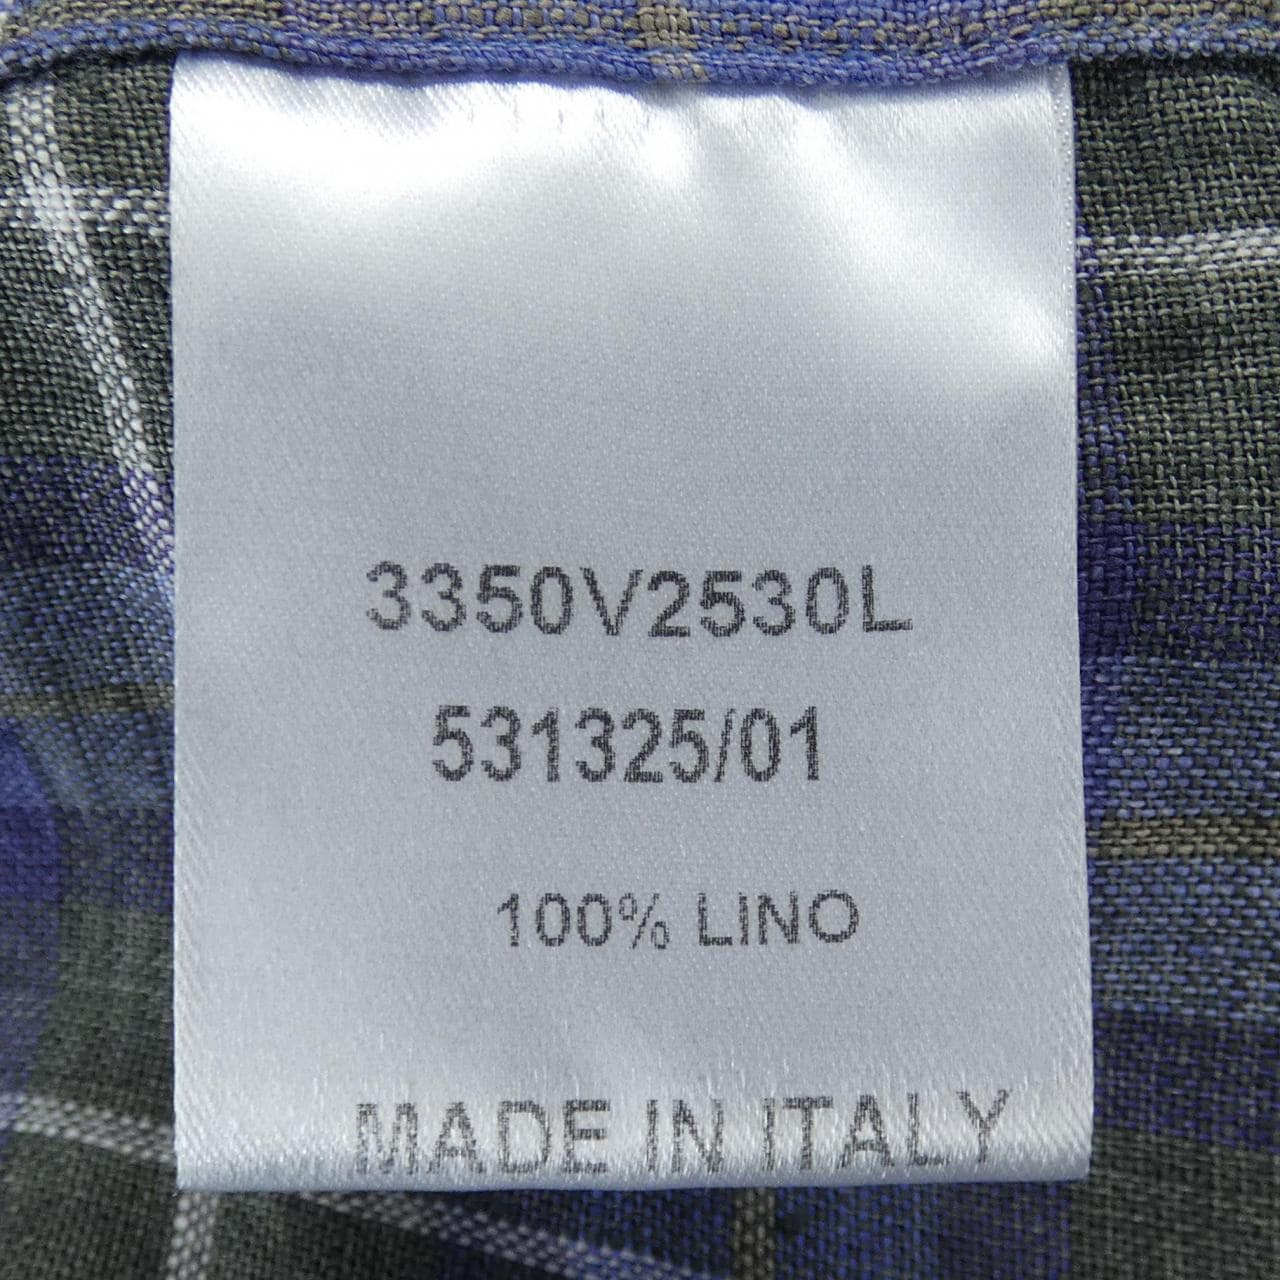 3350V2530L
531325/01
100% LINO
MADE IN ITALY